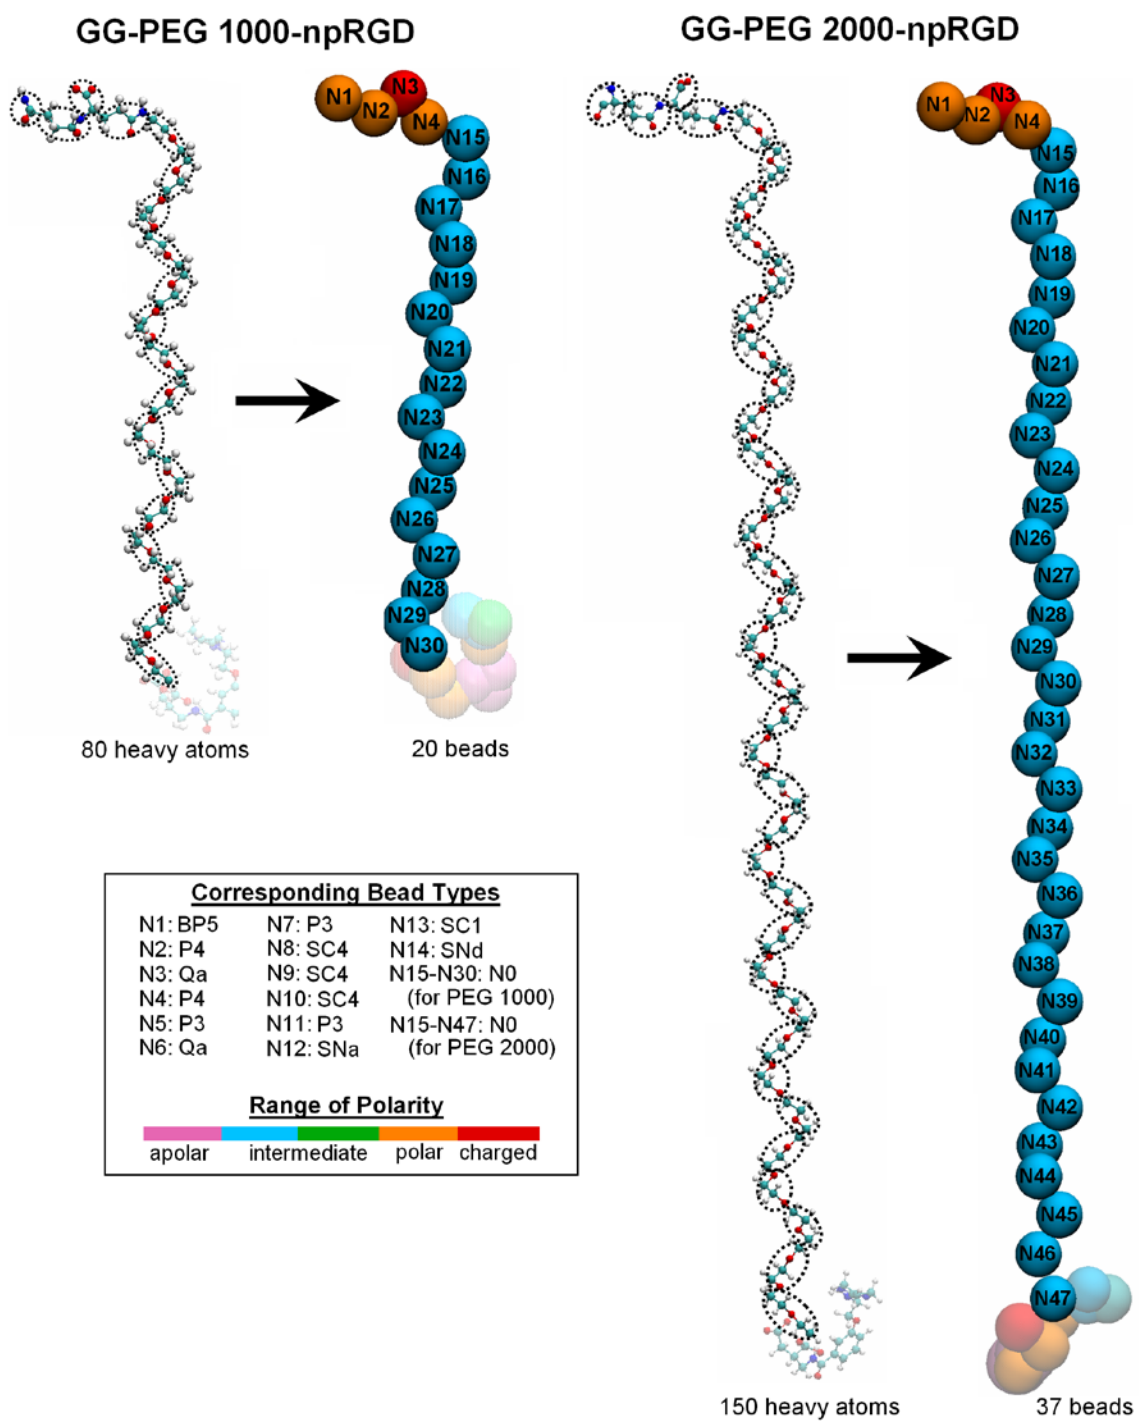 GG-PEG 1000-npRGD
GG-PEG 2000-npRGD
N1
N2
N3
N4
N15
N16
N17
N18
N19
N20
N21
N22
N23
N24
N25
N26
N27
N28
N29
N30
80 heavy atoms
20 beads
N1
N2
N3
N4
N15
N16
N17
N18
N19
N20
N21
N22
N23
N24
N25
N26
N27
N28
N29
N30
N31
N32
N33
N34
N35
N36
N37
N38
N39
N40
N41
N42
N43
N44
N45
N46
N47
150 heavy atoms
37 beads
Corresponding Bead Types
N1: BP5
N2: P4
N3: Qa
N4: P4
N5: P3
N6: Qa
N7: P3
N8: SC4
N9: SC4
N10: SC4
N11: P3
N12: SNa
N13: SC1
N14: SNd
N15-N30: N0
(for PEG 1000)
N15-N47: N0
(for PEG 2000)
Range of Polarity
apolar intermediate polar charged